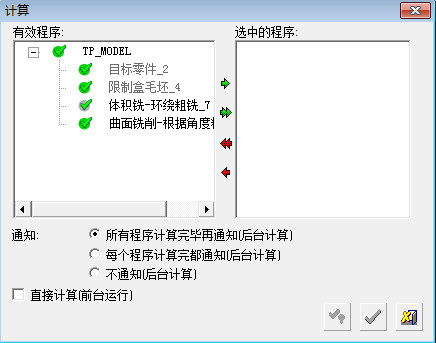 计算
有效程序:
选中的程序:
TP_MODEL
目标零件_2
限制盒毛坯_4
体积铣-环绕粗铣_7
曲面铣削-根据角度
通知:
所有程序计算完毕再通知(后台计算)
每个程序计算完都通知(后台计算)
不通知(后台计算)
直接计算(前台运行)